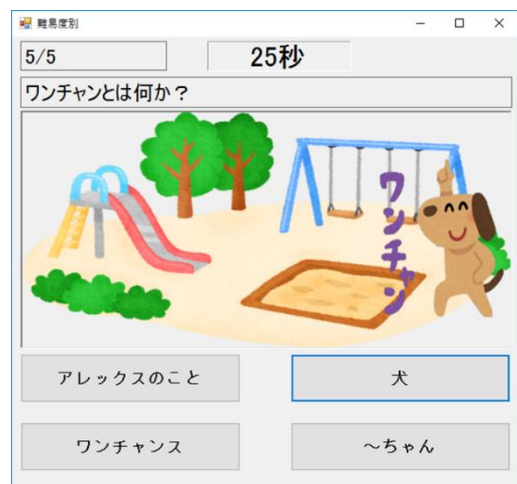 難易度別
5/5
25秒
ワンチャンとは何か？
ワンチャン
アレックスのこと
犬
ワンチャンス
～ちゃん